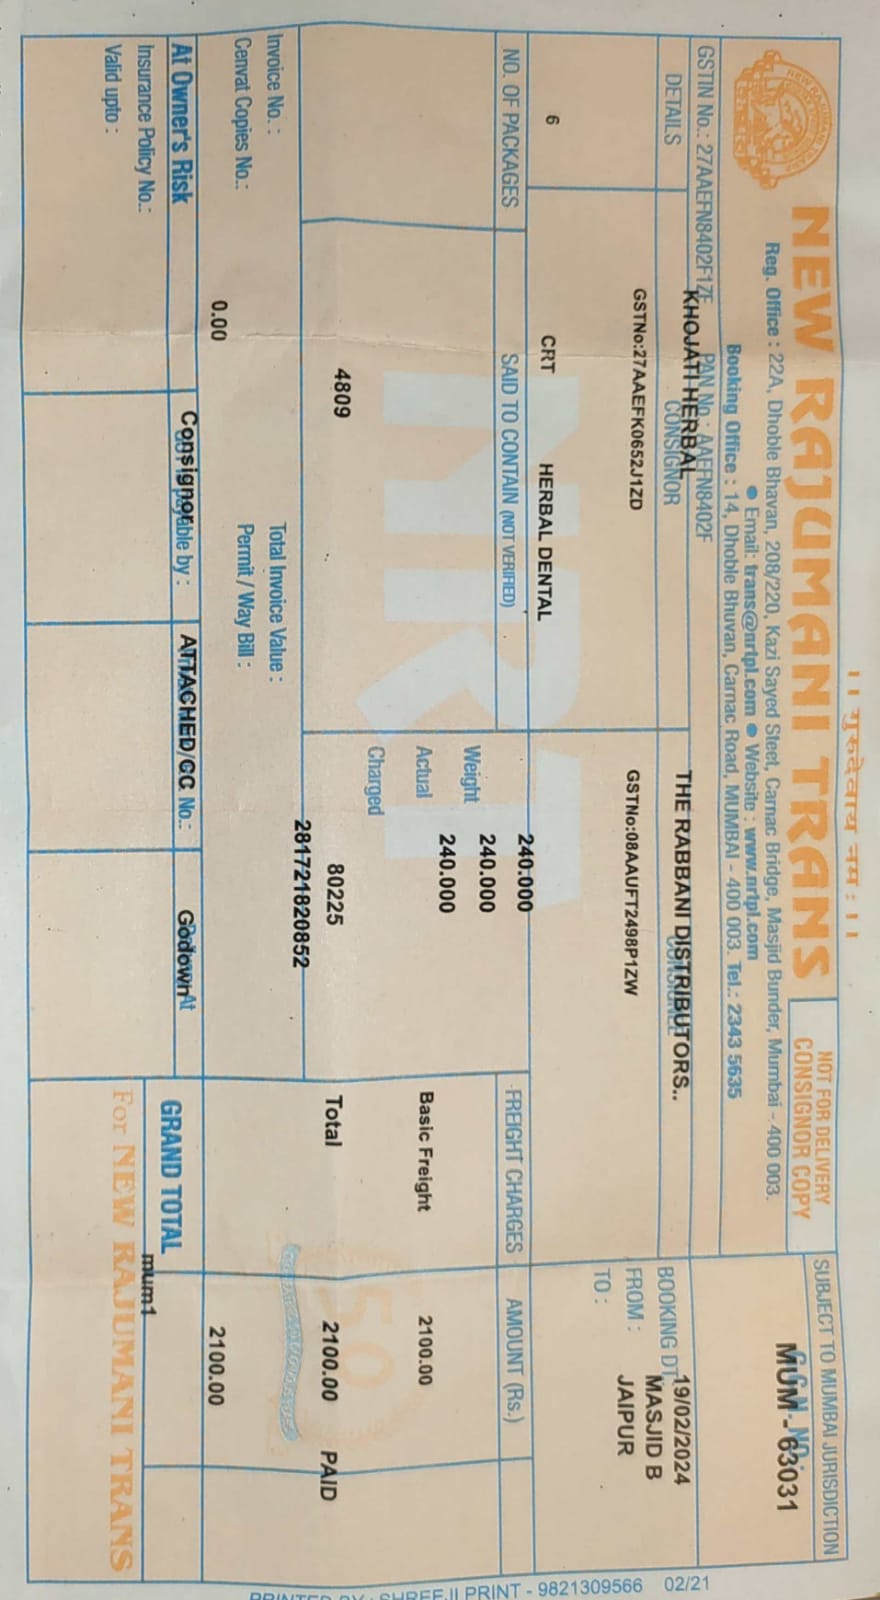 ।। गुरुदेवाय नमः ।।
NEW RAJUMANI TRANS
NOT FOR DELIVERY
CONSIGNOR COPY
SUBJECT TO MUMBAI JURISDICTION
Reg. Office : 22A, Dhoble Bhavan, 208/220, Kazi Sayed Steet, Carnac Bridge, Masjid Bunder, Mumbai - 400 003.
● Email: trans@nrtpl.com ● Website : www.nrtpl.com
Booking Office : 14, Dhoble Bhuvan, Carnac Road, MUMBAI - 400 003. Tel.: 2343 5635
MUM - 63031
GSTIN No.: 27AAEFN8402F1ZF PAN No.: AAEFN8402F
DETAILS
CONSIGNOR
KHOJATI HERBAL
GSTNo:27AAEFK0652J1ZD
CONSIGNEE
THE RABBANI DISTRIBUTORS..
GSTNo:08AAUFT2498P1ZW
BOOKING DT. 19/02/2024
FROM : MASJID B
TO : JAIPUR
NO. OF PACKAGES
SAID TO CONTAIN (NOT VERIFIED)
FREIGHT CHARGES
AMOUNT (Rs.)
6
CRT HERBAL DENTAL
240.000
Weight 240.000
Actual 240.000
Charged
Basic Freight 2100.00
NRT
4809
80225
Total 2100.00 PAID
281721820852
Invoice No. :
Total Invoice Value :
Cenvat Copies No.:
Permit / Way Bill :
0.00
2100.00
At Owner's Risk
Consignor payable by :
ATTACHED/CC No.:
Godown At
GRAND TOTAL
Insurance Policy No.:
mum1
Valid upto :
For NEW RAJUMANI TRANS
PRINTED BY : SHREEJI PRINT - 9821309566 02/21